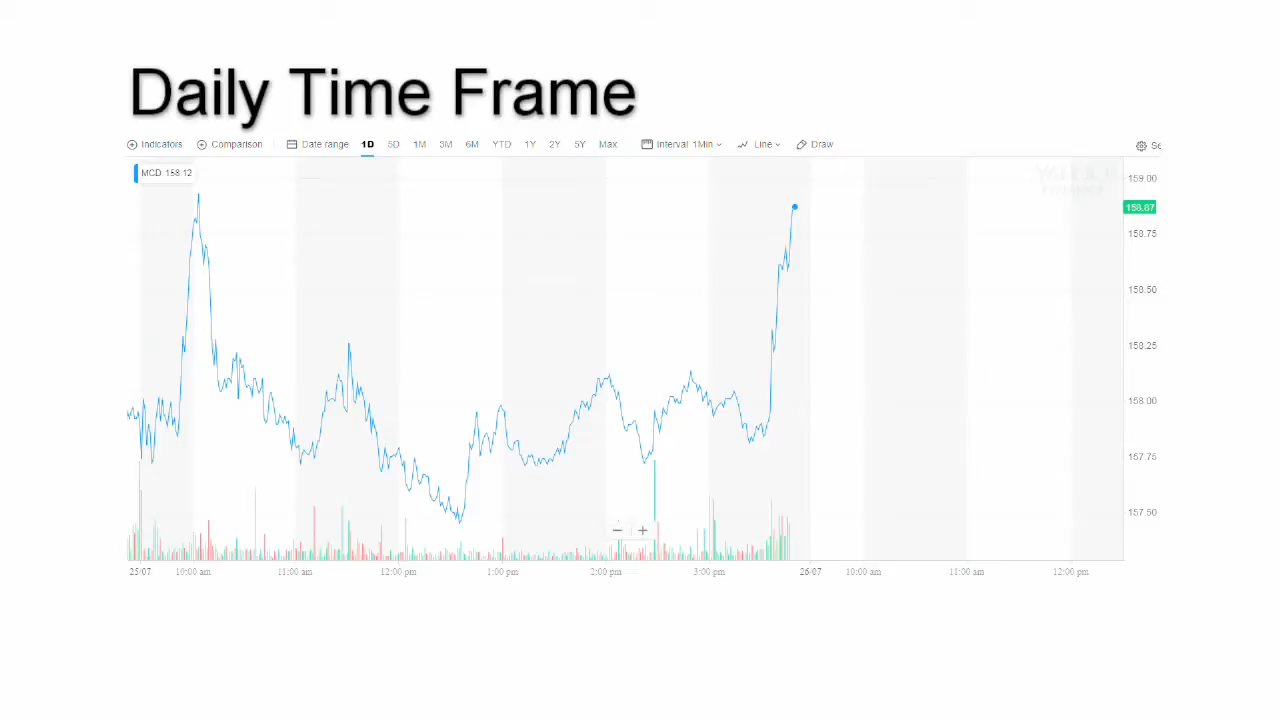 Daily Time Frame
Indicators Comparison Date range 1D 5D 1M 3M 6M YTD 1Y 2Y 5Y Max Interval 1Min Line Draw Se
MCD 158.12
159.00
158.87
158.75
158.50
158.25
158.00
157.75
157.50
25/07 10:00 am 11:00 am 12:00 pm 1:00 pm 2:00 pm 3:00 pm 26/07 10:00 am 11:00 am 12:00 pm